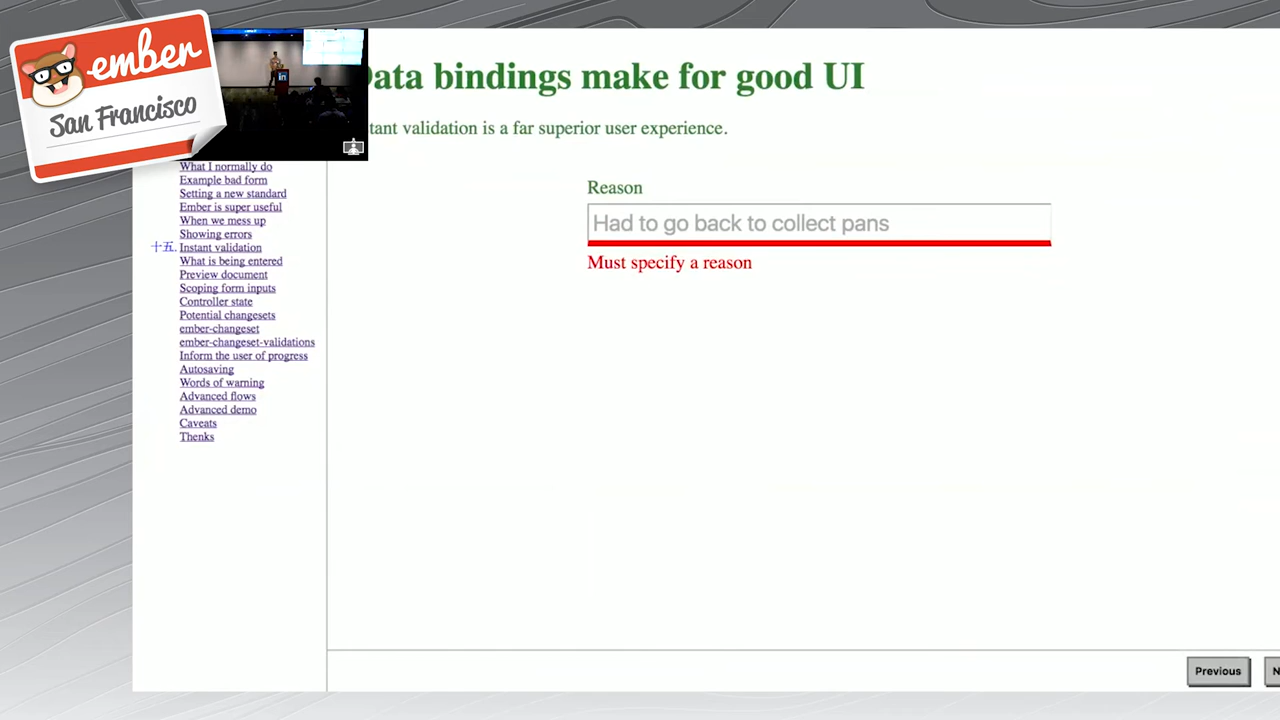 ember
San Francisco
ata bindings make for good UI
tant validation is a far superior user experience.
What I normally do
Example bad form
Setting a new standard
Ember is super useful
When we mess up
Showing errors
十五. Instant validation
What is being entered
Preview document
Scoping form inputs
Controller state
Potential changesets
ember-changeset
ember-changeset-validations
Inform the user of progress
Autosaving
Words of warning
Advanced flows
Advanced demo
Caveats
Thenks
Reason
Had to go back to collect pans
Must specify a reason
Previous
N